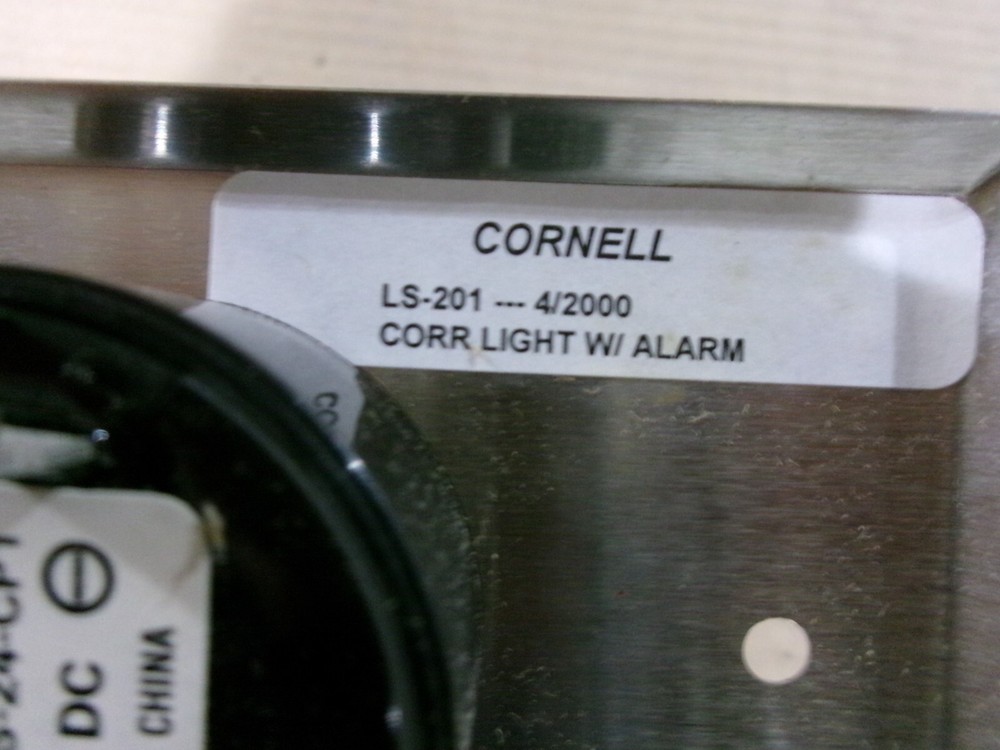 CORNELL
LS-201 --- 4/2000
CORR LIGHT W/ ALARM
DC
CHINA